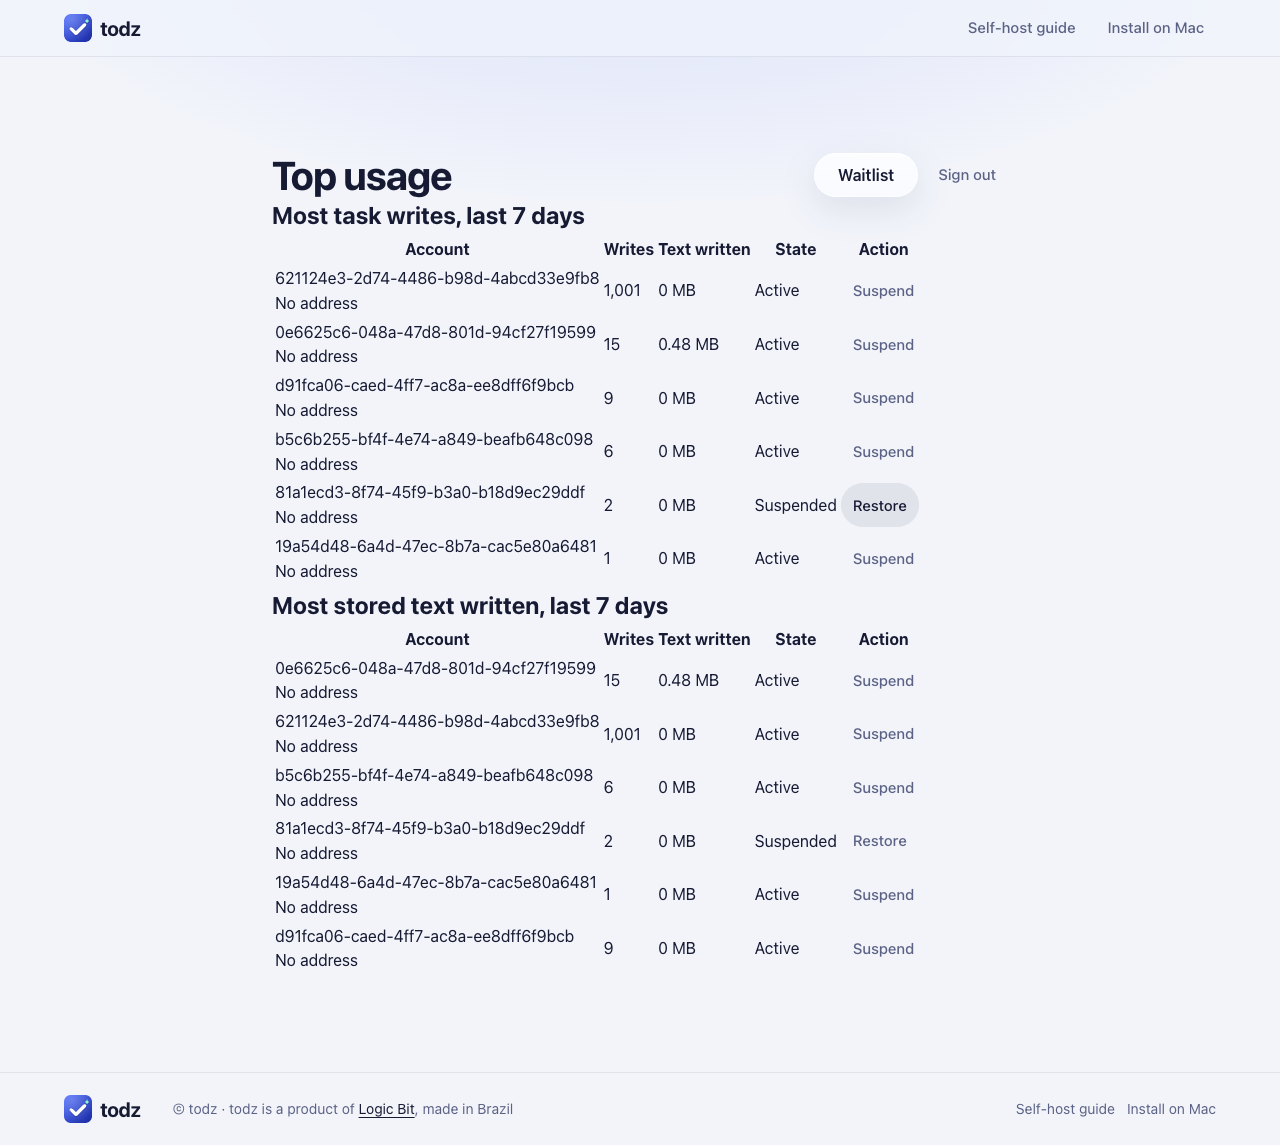 todz
Self-host guide Install on Mac
Top usage
Waitlist Sign out
Most task writes, last 7 days
Account Writes Text written State Action
621124e3-2d74-4486-b98d-4abcd33e9fb8
No address
1,001 0 MB Active Suspend
0e6625c6-048a-47d8-801d-94cf27f19599
No address
15 0.48 MB Active Suspend
d91fca06-caed-4ff7-ac8a-ee8dff6f9bcb
No address
9 0 MB Active Suspend
b5c6b255-bf4f-4e74-a849-beafb648c098
No address
6 0 MB Active Suspend
81a1ecd3-8f74-45f9-b3a0-b18d9ec29ddf
No address
2 0 MB Suspended Restore
19a54d48-6a4d-47ec-8b7a-cac5e80a6481
No address
1 0 MB Active Suspend
Most stored text written, last 7 days
Account Writes Text written State Action
0e6625c6-048a-47d8-801d-94cf27f19599
No address
15 0.48 MB Active Suspend
621124e3-2d74-4486-b98d-4abcd33e9fb8
No address
1,001 0 MB Active Suspend
b5c6b255-bf4f-4e74-a849-beafb648c098
No address
6 0 MB Active Suspend
81a1ecd3-8f74-45f9-b3a0-b18d9ec29ddf
No address
2 0 MB Suspended Restore
19a54d48-6a4d-47ec-8b7a-cac5e80a6481
No address
1 0 MB Active Suspend
d91fca06-caed-4ff7-ac8a-ee8dff6f9bcb
No address
9 0 MB Active Suspend
todz
© todz · todz is a product of Logic Bit, made in Brazil
Self-host guide Install on Mac